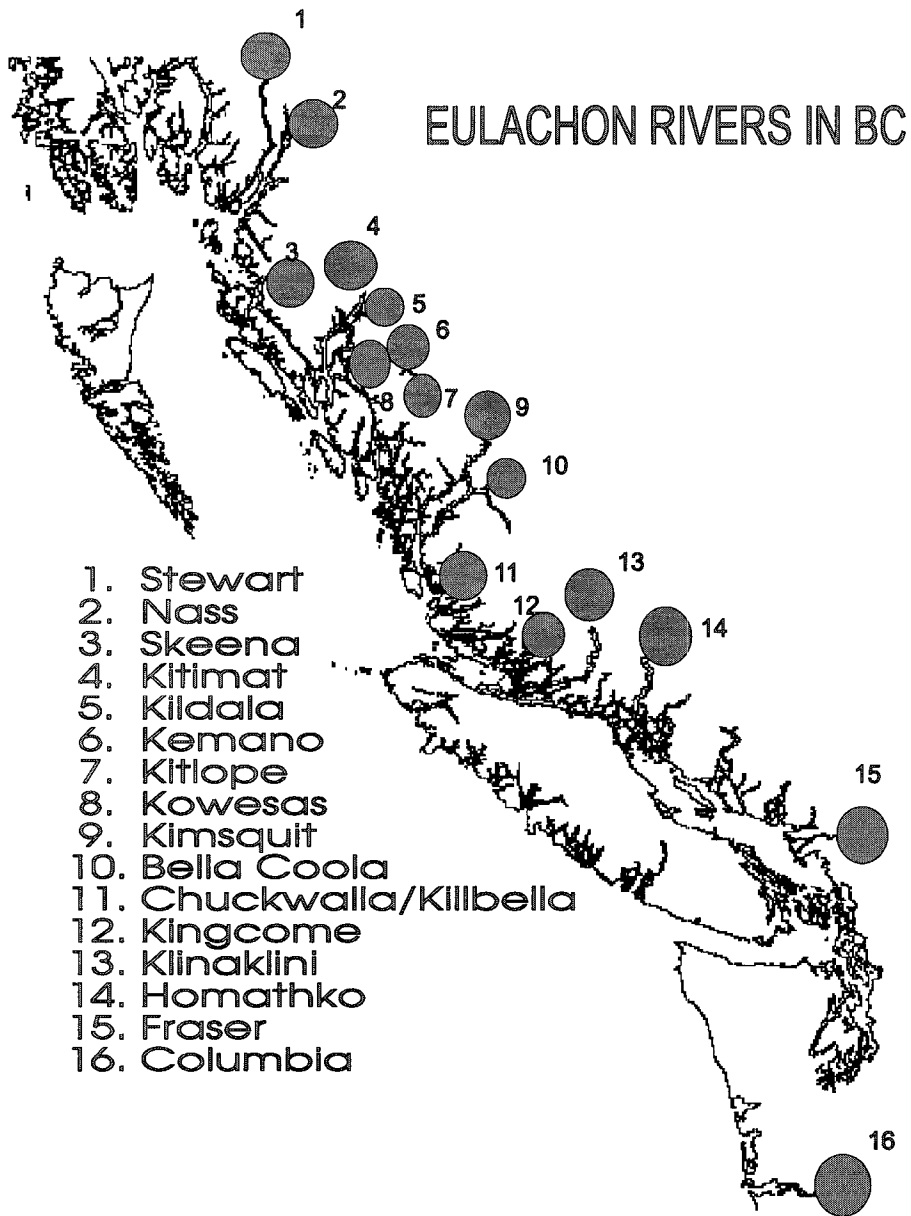 1
2
EULACHON RIVERS IN BC
4
3
5
6
8
7
9
10
11
13
12
14
15
16
1. Stewart
2. Nass
3. Skeena
4. Kitimat
5. Kildala
6. Kemano
7. Kitlope
8. Kowesas
9. Kimsquit
10. Bella Coola
11. Chuckwalla/Killbella
12. Kingcome
13. Klinaklini
14. Homathko
15. Fraser
16. Columbia